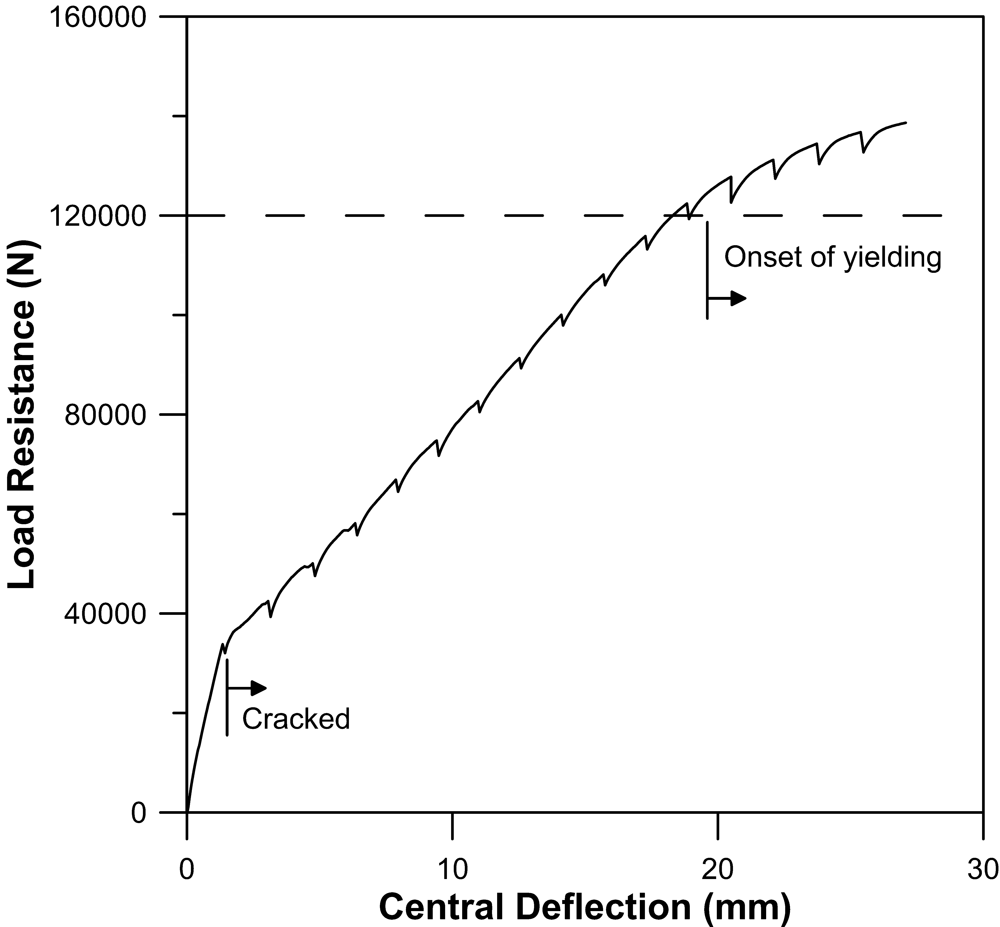 160000
120000
80000
40000
0
Load Resistance (N)
Onset of yielding
Cracked
0
10
20
30
Central Deflection (mm)